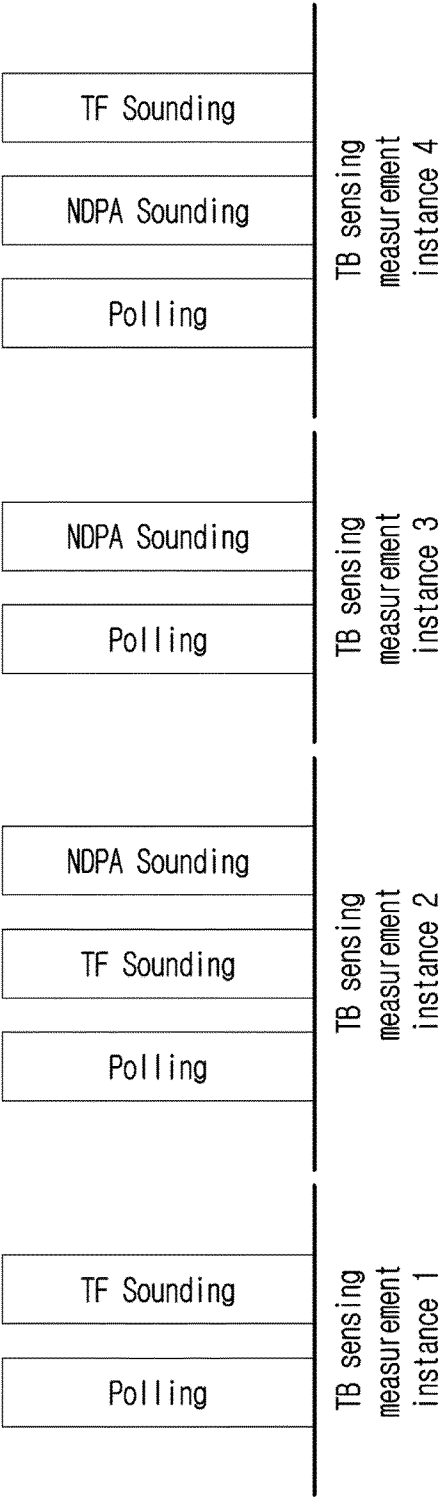 TF Sounding
NDPA Sounding
Polling
TB sensing
measurement
instance 4
NDPA Sounding
Polling
TB sensing
measurement
instance 3
NDPA Sounding
TF Sounding
Polling
TB sensing
measurement
instance 2
TF Sounding
Polling
TB sensing
measurement
instance 1